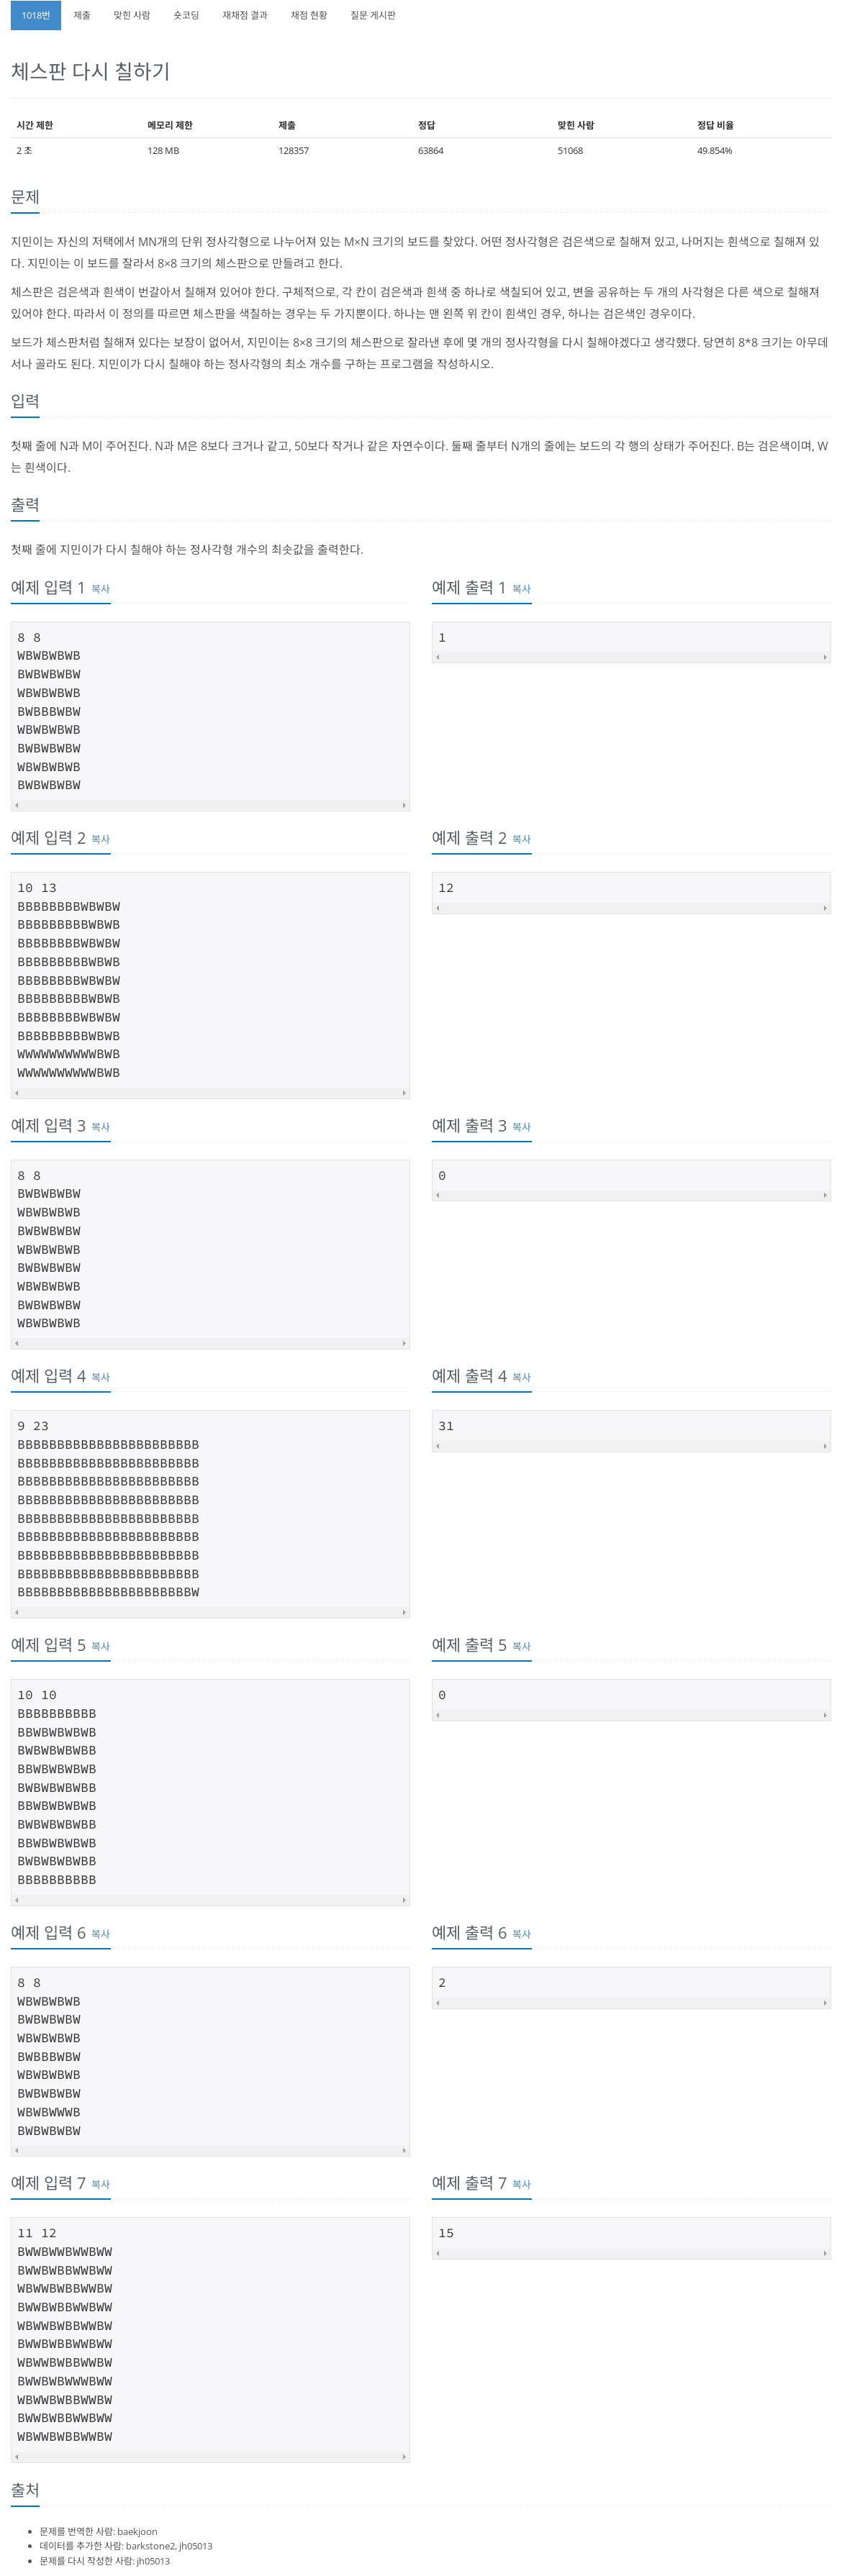 1018번 제출 맞힌 사람 숏코딩 재채점 결과 채점 현황 질문 게시판
체스판 다시 칠하기
시간 제한 메모리 제한 제출 정답 맞힌 사람 정답 비율
2 초 128 MB 128357 63864 51068 49.854%
문제
지민이는 자신의 저택에서 MN개의 단위 정사각형으로 나누어져 있는 M×N 크기의 보드를 찾았다. 어떤 정사각형은 검은색으로 칠해져 있고, 나머지는 흰색으로 칠해져 있
다. 지민이는 이 보드를 잘라서 8×8 크기의 체스판으로 만들려고 한다.
체스판은 검은색과 흰색이 번갈아서 칠해져 있어야 한다. 구체적으로, 각 칸이 검은색과 흰색 중 하나로 색칠되어 있고, 변을 공유하는 두 개의 사각형은 다른 색으로 칠해져
있어야 한다. 따라서 이 정의를 따르면 체스판을 색칠하는 경우는 두 가지뿐이다. 하나는 맨 왼쪽 위 칸이 흰색인 경우, 하나는 검은색인 경우이다.
보드가 체스판처럼 칠해져 있다는 보장이 없어서, 지민이는 8×8 크기의 체스판으로 잘라낸 후에 몇 개의 정사각형을 다시 칠해야겠다고 생각했다. 당연히 8*8 크기는 아무데
서나 골라도 된다. 지민이가 다시 칠해야 하는 정사각형의 최소 개수를 구하는 프로그램을 작성하시오.
입력
첫째 줄에 N과 M이 주어진다. N과 M은 8보다 크거나 같고, 50보다 작거나 같은 자연수이다. 둘째 줄부터 N개의 줄에는 보드의 각 행의 상태가 주어진다. B는 검은색이며, W
는 흰색이다.
출력
첫째 줄에 지민이가 다시 칠해야 하는 정사각형 개수의 최솟값을 출력한다.
예제 입력 1 복사
8 8
WBWBWBWB
BWBWBWBW
WBWBWBWB
BWBBBWBW
WBWBWBWB
BWBWBWBW
WBWBWBWB
BWBWBWBW
예제 출력 1 복사
1
예제 입력 2 복사
10 13
BBBBBBBBWBWBW
BBBBBBBBBWBWB
BBBBBBBBWBWBW
BBBBBBBBBWBWB
BBBBBBBBWBWBW
BBBBBBBBBWBWB
BBBBBBBBWBWBW
BBBBBBBBBWBWB
WWWWWWWWWWBWB
WWWWWWWWWWBWB
예제 출력 2 복사
12
예제 입력 3 복사
8 8
BWBWBWBW
WBWBWBWB
BWBWBWBW
WBWBWBWB
BWBWBWBW
WBWBWBWB
BWBWBWBW
WBWBWBWB
예제 출력 3 복사
0
예제 입력 4 복사
9 23
BBBBBBBBBBBBBBBBBBBBBBB
BBBBBBBBBBBBBBBBBBBBBBB
BBBBBBBBBBBBBBBBBBBBBBB
BBBBBBBBBBBBBBBBBBBBBBB
BBBBBBBBBBBBBBBBBBBBBBB
BBBBBBBBBBBBBBBBBBBBBBB
BBBBBBBBBBBBBBBBBBBBBBB
BBBBBBBBBBBBBBBBBBBBBBB
BBBBBBBBBBBBBBBBBBBBBBW
예제 출력 4 복사
31
예제 입력 5 복사
10 10
BBBBBBBBBB
BBWBWBWBWB
BWBWBWBWBB
BBWBWBWBWB
BWBWBWBWBB
BBWBWBWBWB
BWBWBWBWBB
BBWBWBWBWB
BWBWBWBWBB
BBBBBBBBBB
예제 출력 5 복사
0
예제 입력 6 복사
8 8
WBWBWBWB
BWBWBWBW
WBWBWBWB
BWBBBWBW
WBWBWBWB
BWBWBWBW
WBWBWWWB
BWBWBWBW
예제 출력 6 복사
2
예제 입력 7 복사
11 12
BWWBWWBWWBWW
BWWBWBBWWBWW
WBWWBWBBWWBW
BWWBWBBWWBWW
WBWWBWBBWWBW
BWWBWBBWWBWW
WBWWBWBBWWBW
BWWBWBWWWBWW
WBWWBWBBWWBW
BWWBWBBWWBWW
WBWWBWBBWWBW
예제 출력 7 복사
15
출처
문제를 번역한 사람: baekjoon
데이터를 추가한 사람: barkstone2, jh05013
문제를 다시 작성한 사람: jh05013